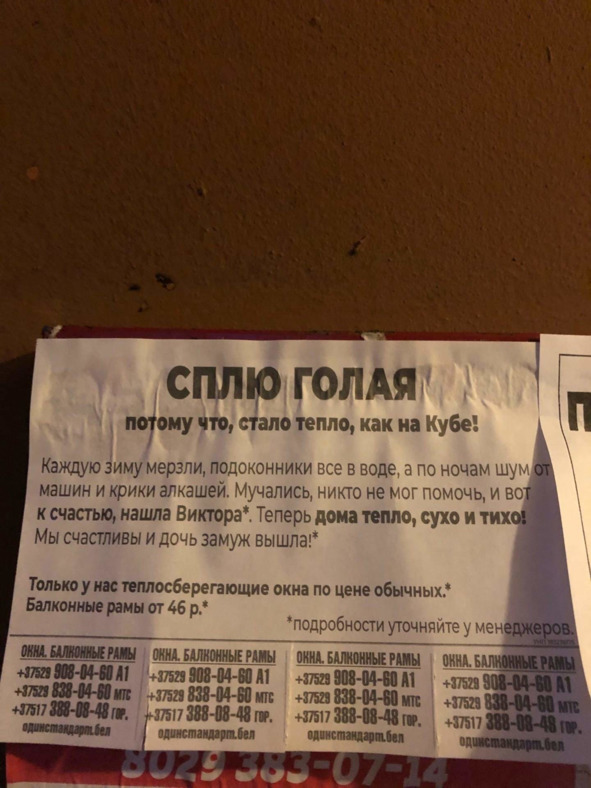 СПЛЮ ГОЛАЯ
потому что, стало тепло, как на Кубе!
Каждую зиму мерзли, подоконники все в воде, а по ночам шум от
машин и крики алкашей. Мучались, никто не мог помочь, и вот
к счастью, нашла Виктора*. Теперь дома тепло, сухо и тихо!
Мы счастливы и дочь замуж вышла!*
Только у нас теплосберегающие окна по цене обычных.*
Балконные рамы от 46 р.*
*подробности уточняйте у менеджеров.
ОКНА. БАЛКОННЫЕ РАМЫ
+37529 908-04-60 А1
+37529 838-04-60 МТС
+37517 388-08-48 ГОР.
одинстандарт.бел
ОКНА. БАЛКОННЫЕ РАМЫ
+37529 908-04-60 А1
+37529 838-04-60 МТС
+37517 388-08-48 ГОР.
одинстандарт.бел
ОКНА. БАЛКОННЫЕ РАМЫ
+37529 908-04-60 А1
+37529 838-04-60 МТС
+37517 388-08-48 ГОР.
одинстандарт.бел
ОКНА. БАЛКОННЫЕ РАМЫ
+37529 908-04-60 А1
+37529 838-04-60 МТС
+37517 388-08-48 ГОР.
одинстандарт.бел
П
8029 383-07-14